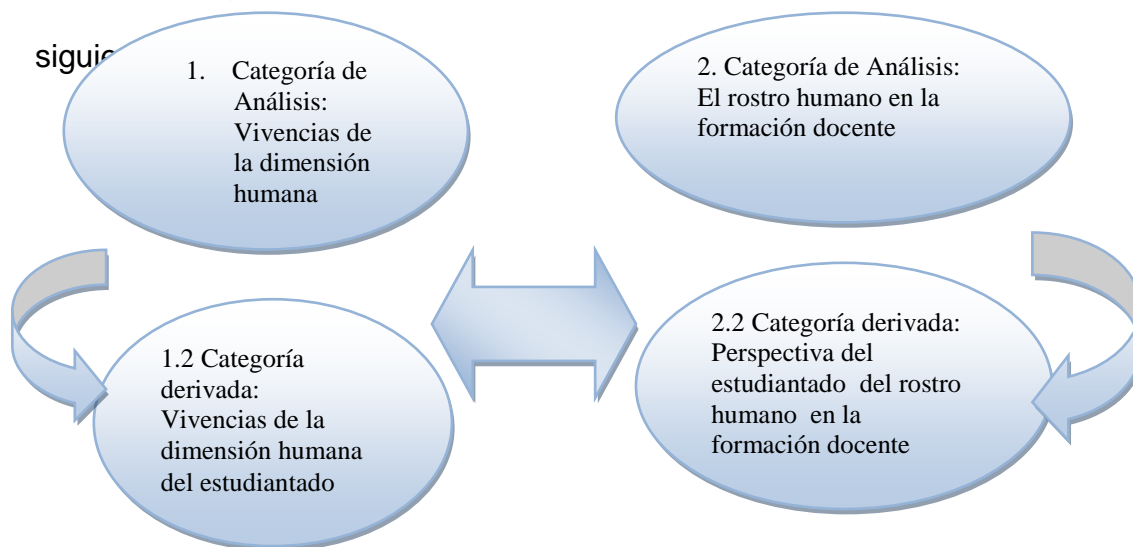 siguie
1. Categoría de
Análisis:
Vivencias de
la dimensión
humana
2. Categoría de Análisis:
El rostro humano en la
formación docente
1.2 Categoría
derivada:
Vivencias de la
dimensión humana
del estudiantado
2.2 Categoría derivada:
Perspectiva del
estudiantado del rostro
humano en la
formación docente